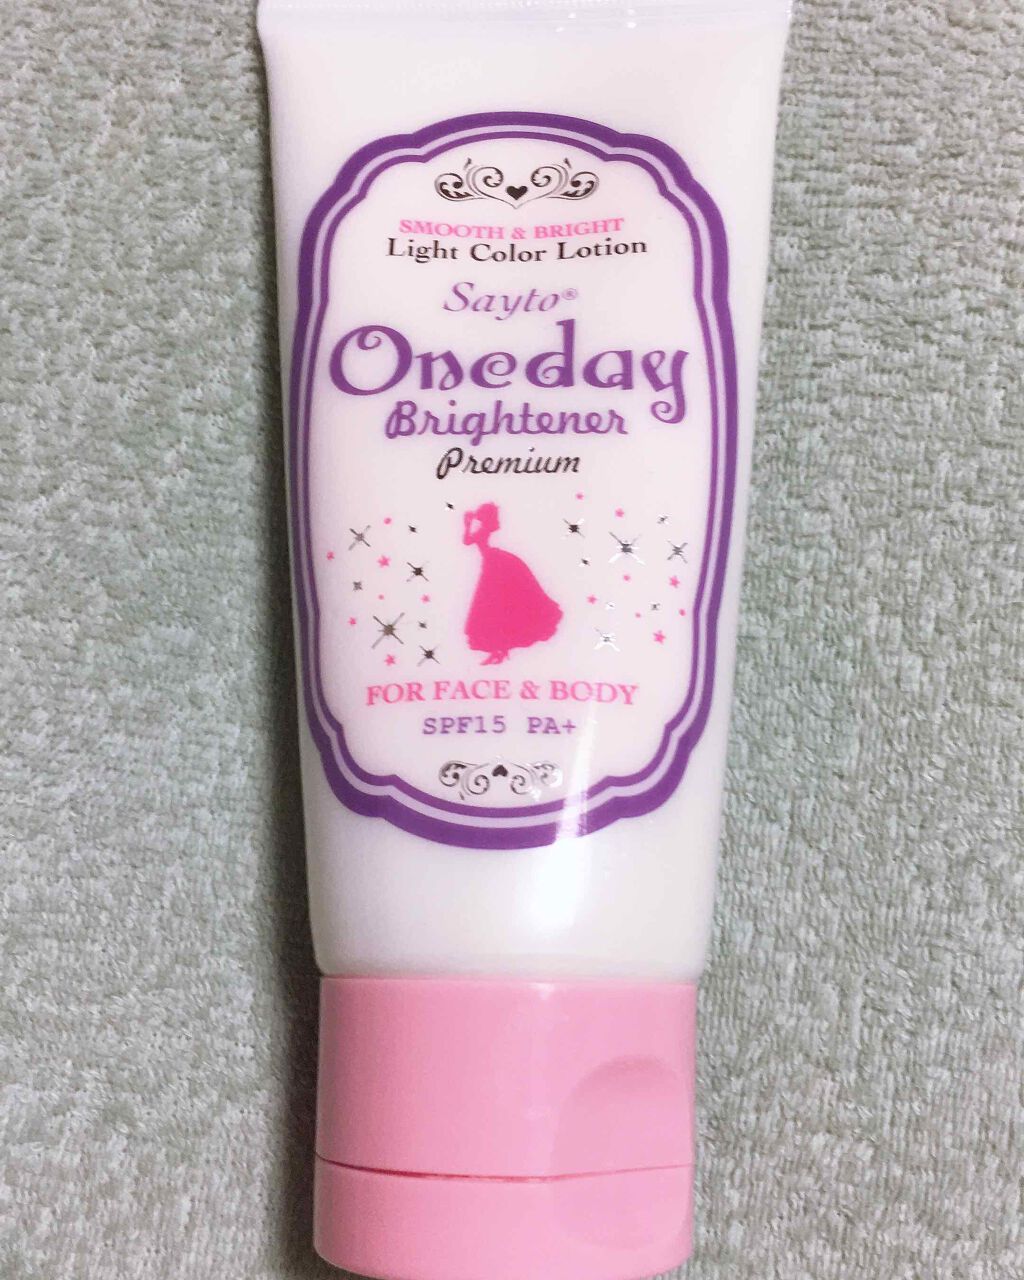 SMOOTH & BRIGHT
Light Color Lotion
Sayto®
Oneday
Brightener
Premium
FOR FACE & BODY
SPF15 PA+